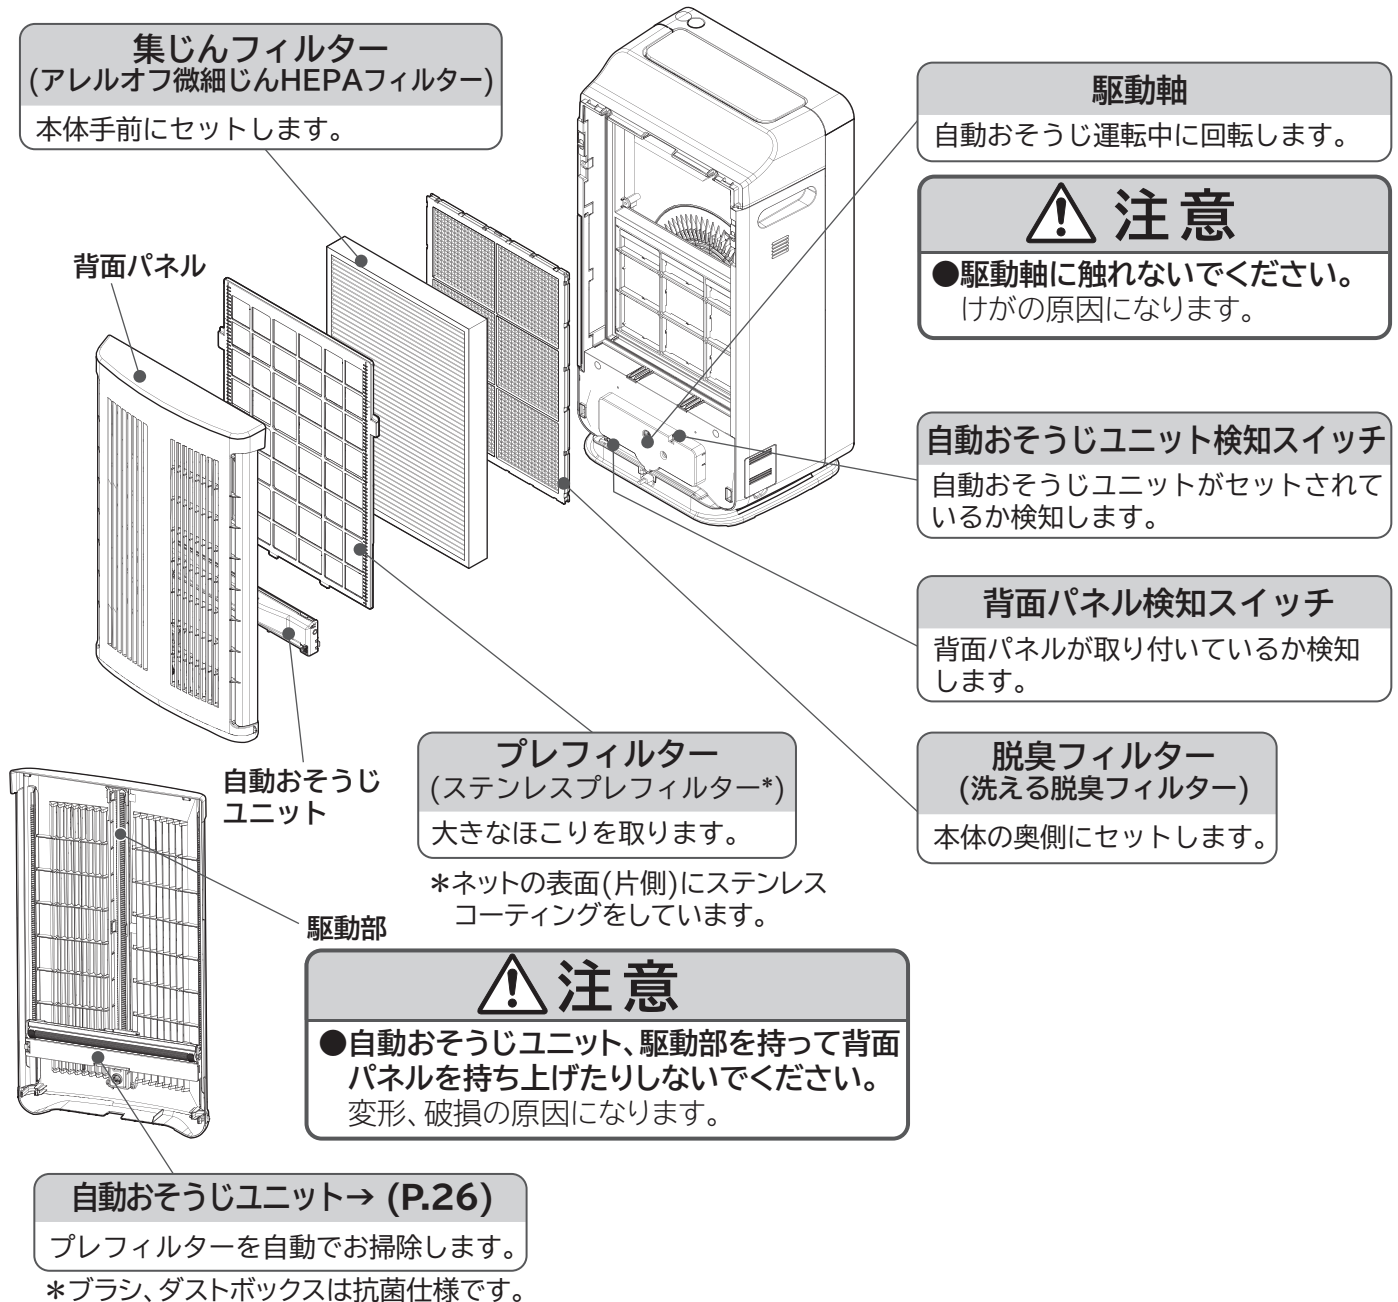 集じんフィルター
(アレルオフ微細じんHEPAフィルター)
本体手前にセットします。
背面パネル
駆動軸
自動おそうじ運転中に回転します。
注意
●駆動軸に触れないでください。
けがの原因になります。
自動おそうじユニット検知スイッチ
自動おそうじユニットがセットされて
いるか検知します。
背面パネル検知スイッチ
背面パネルが取り付いているか検知
します。
脱臭フィルター
(洗える脱臭フィルター)
本体の奥側にセットします。
プレフィルター
(ステンレスプレフィルター*)
大きなほこりを取ります。
*ネットの表面(片側)にステンレス
コーティングをしています。
自動おそうじ
ユニット
駆動部
注意
●自動おそうじユニット、駆動部を持って背面
パネルを持ち上げたりしないでください。
変形、破損の原因になります。
自動おそうじユニット→ (P.26)
プレフィルターを自動でお掃除します。
*ブラシ、ダストボックスは抗菌仕様です。